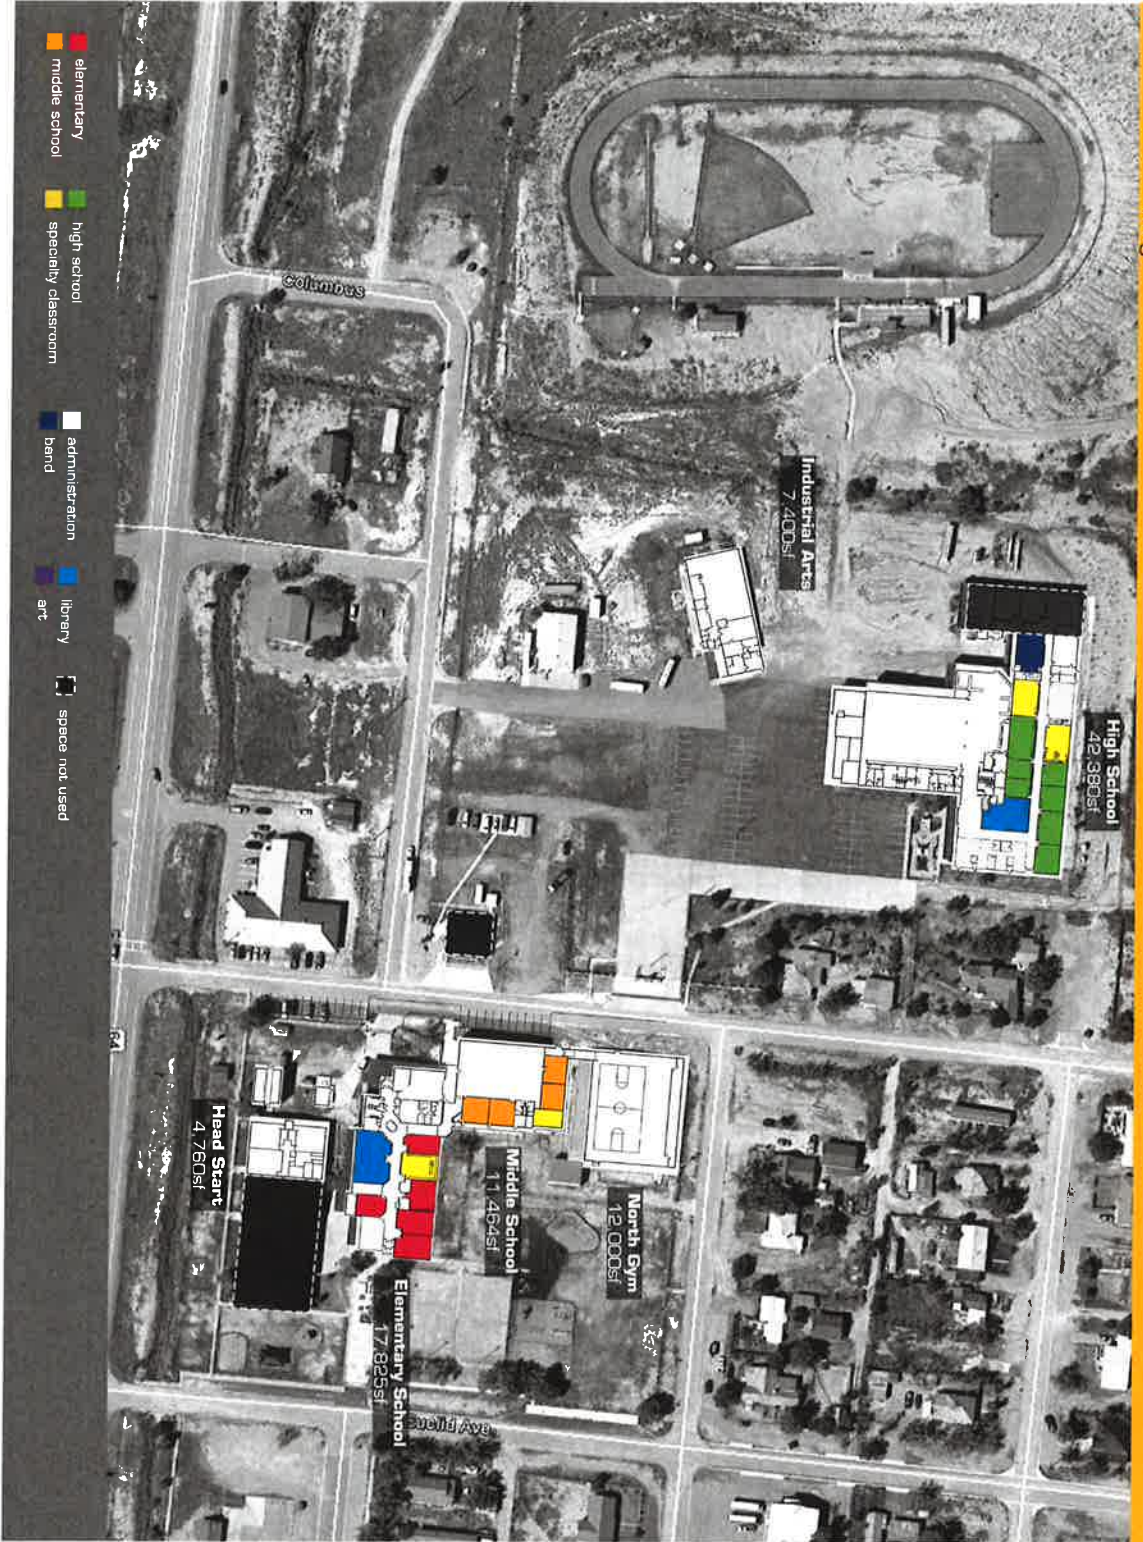 High School
42,380sf
Industrial Arts
7,400sf
North Gym
12,000sf
Middle School
11,464sf
Elementary School
17,825sf
Head Start
4,760sf
Columbus
Euclid Ave
64
elementary
middle school
high school
specialty classroom
administration
band
library
art
space not used